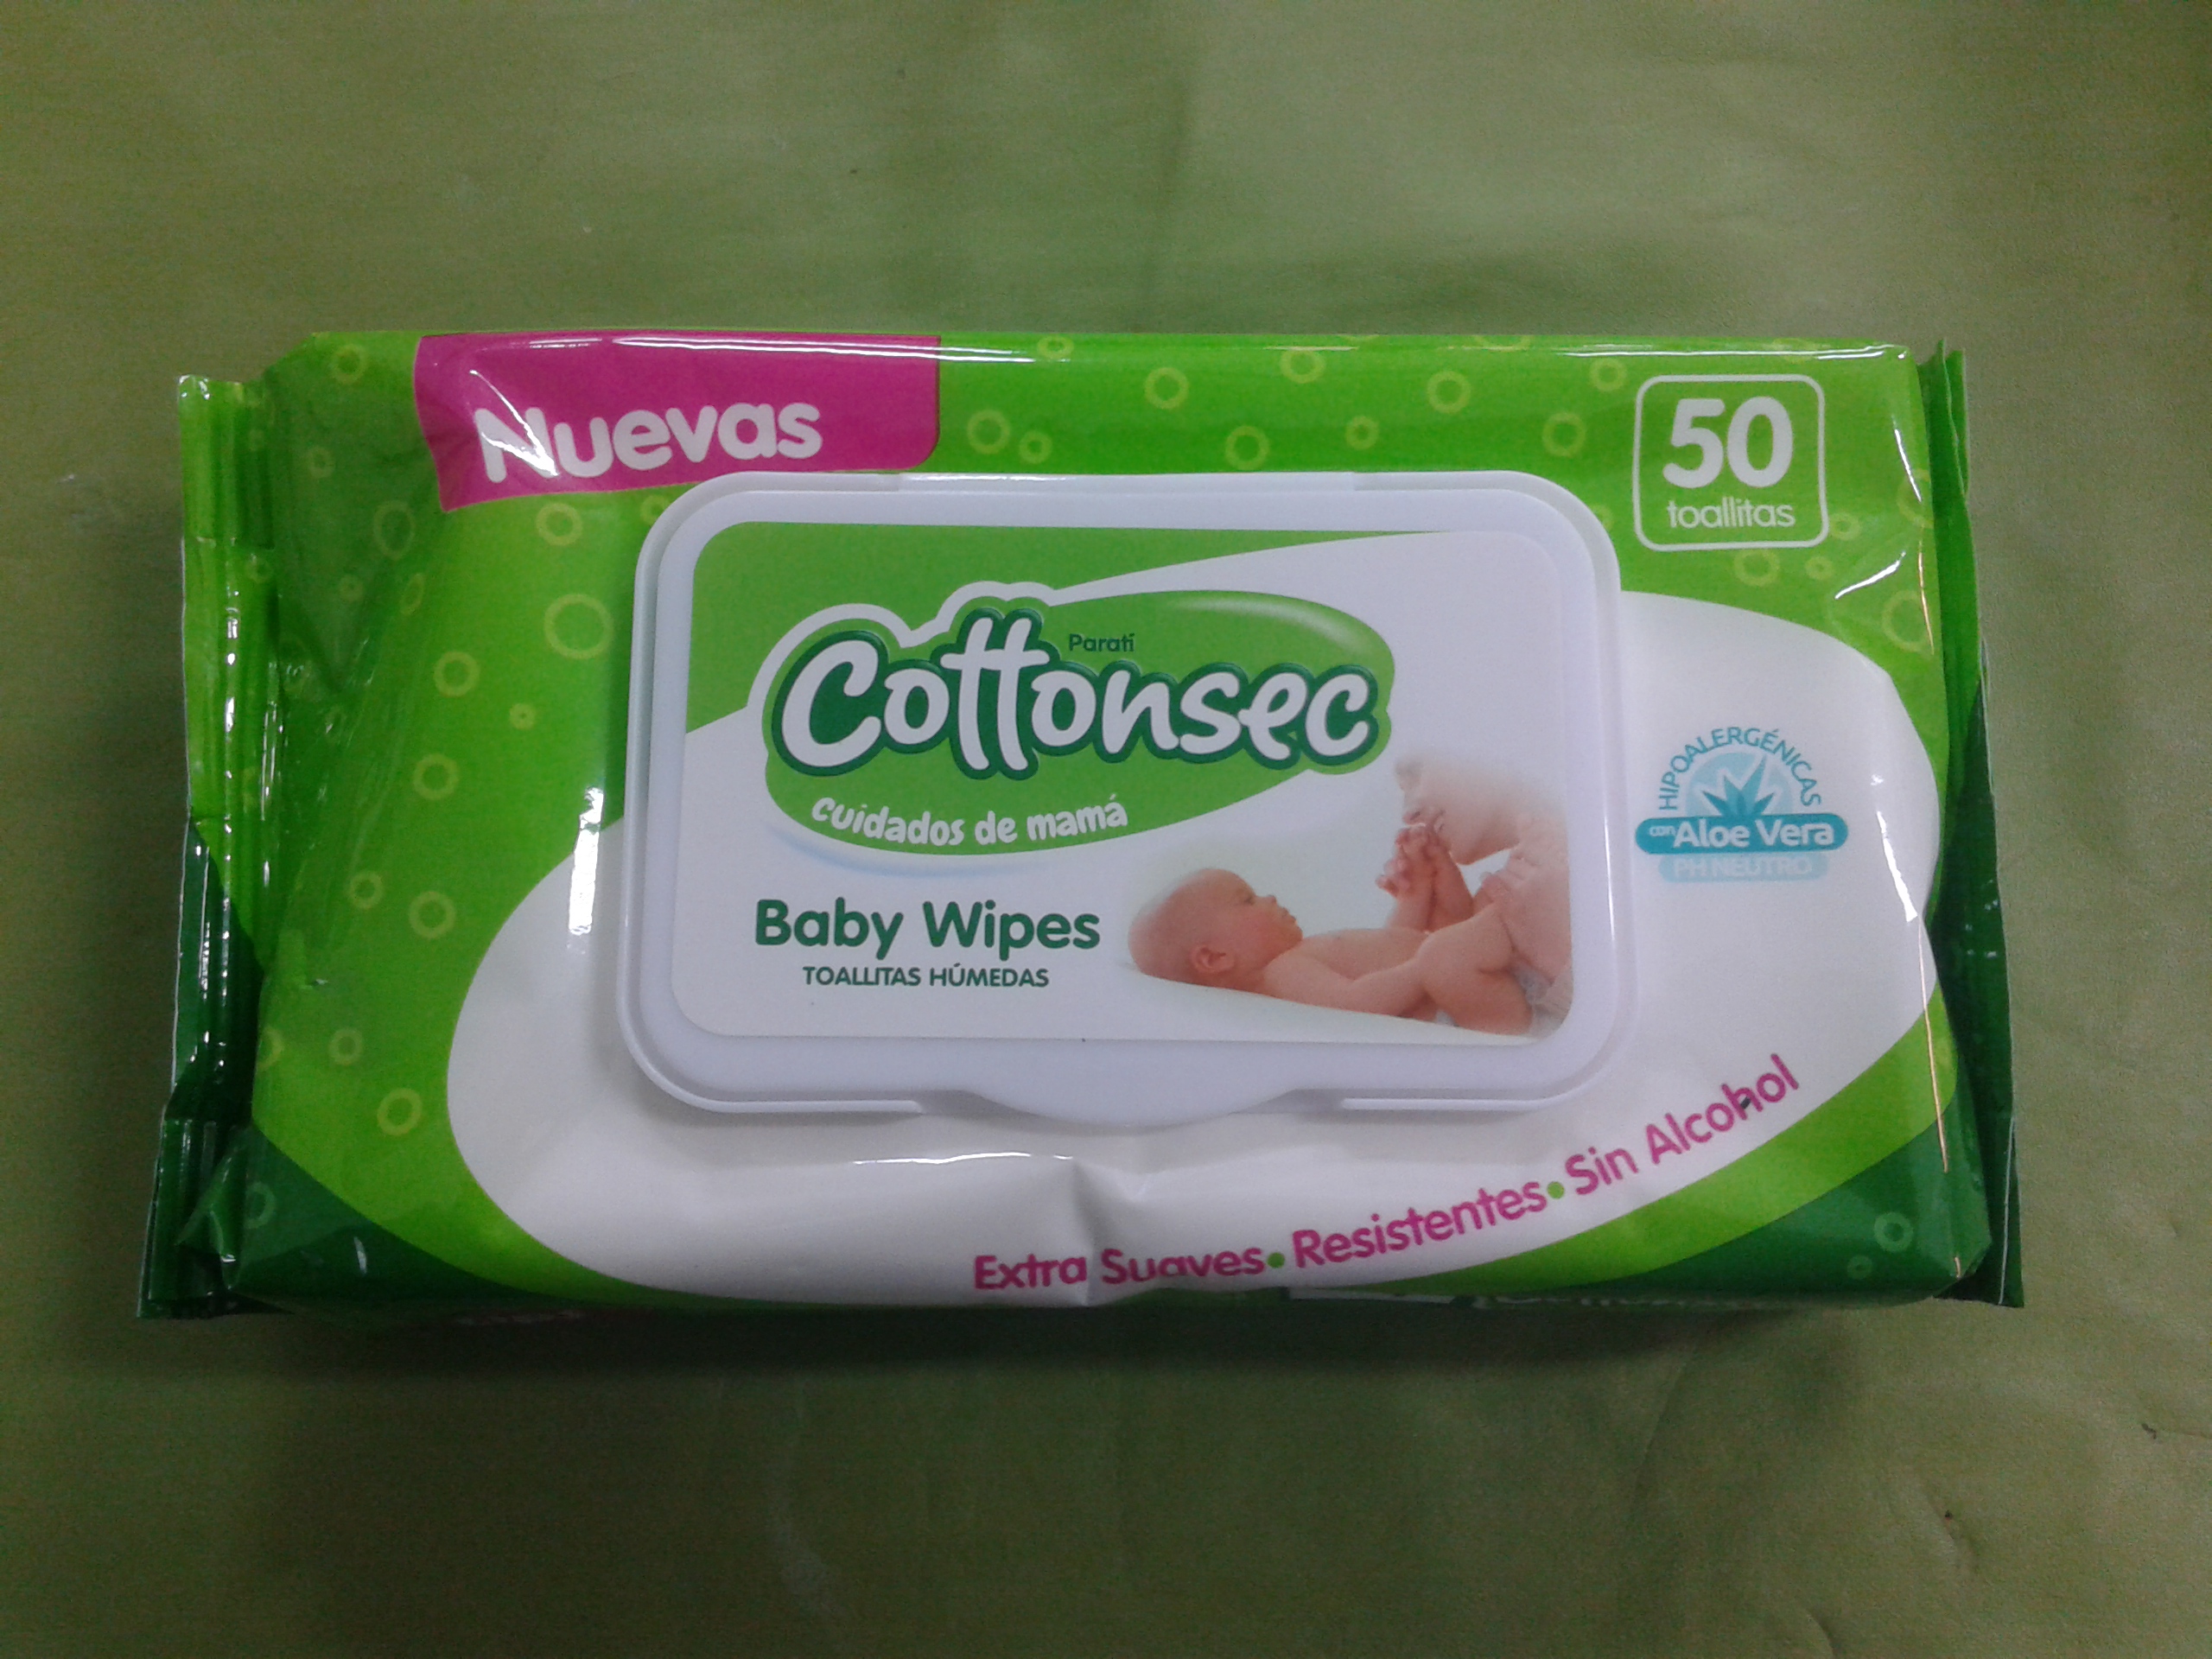 Nuevas
50
toallitas
Paratí
Cottonsec
cuidados de mamá
Baby Wipes
TOALLITAS HÚMEDAS
HIPOALERGÉNICAS
con Aloe Vera
PH NEUTRO
Extra Suaves • Resistentes • Sin Alcohol